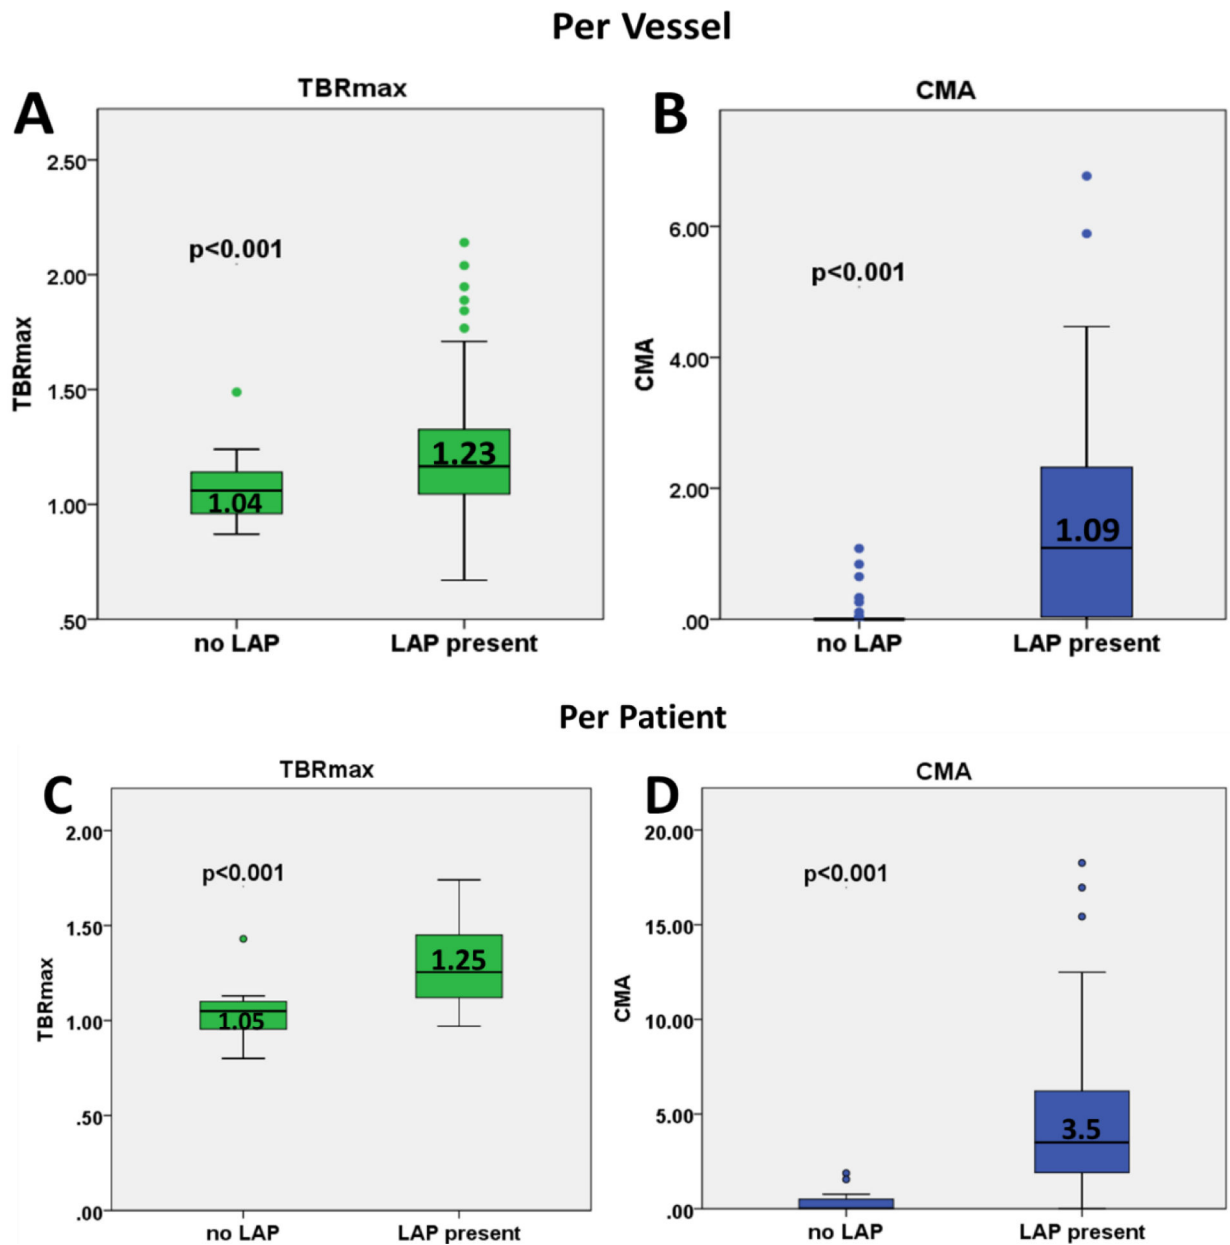 Per Vessel
A
TBRmax
TBRmax
2.50
2.00
1.50
1.00
.50
p<0.001
1.04
1.23
no LAP
LAP present
B
CMA
CMA
6.00
4.00
2.00
.00
p<0.001
1.09
no LAP
LAP present
Per Patient
C
TBRmax
TBRmax
2.00
1.50
1.00
.50
.00
p<0.001
1.05
1.25
no LAP
LAP present
D
CMA
CMA
20.00
15.00
10.00
5.00
.00
p<0.001
3.5
no LAP
LAP present